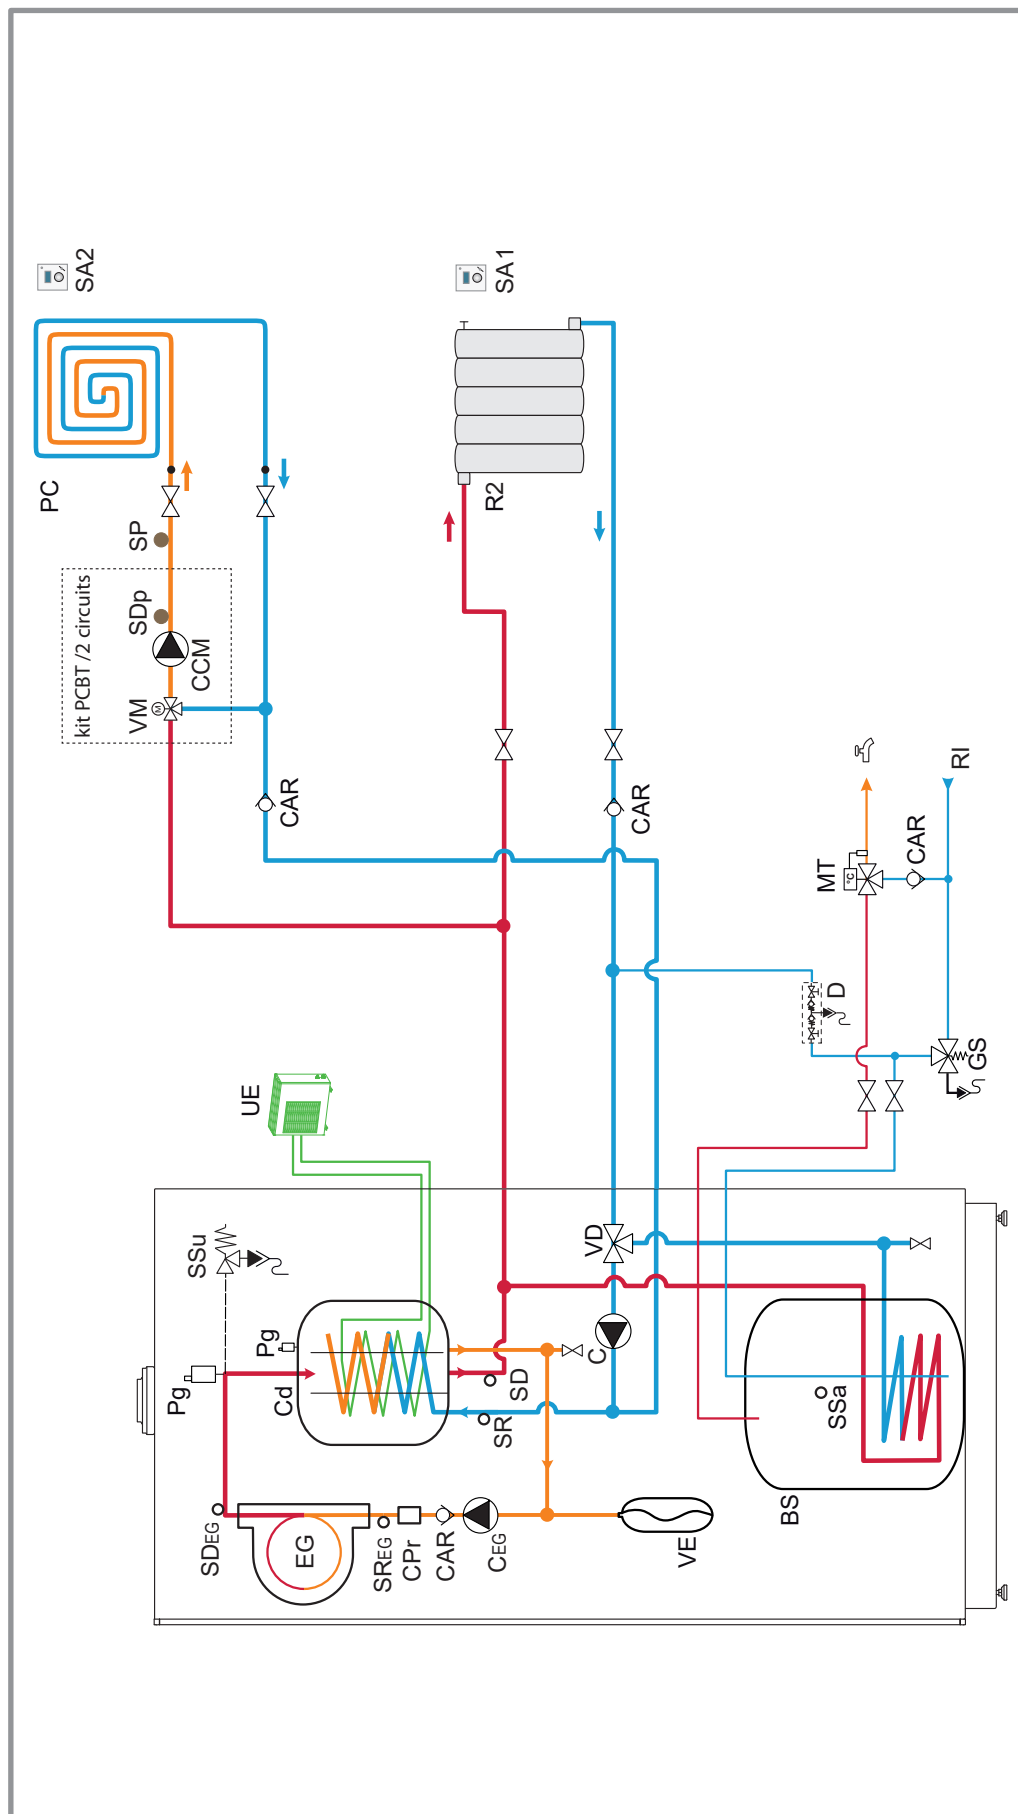 PC
SA2
kit PCBT /2 circuits
VM
SDp
SP
M
Pg
SSu
CCM
SDEG
UE
Pg
Cd
CAR
EG
SREG
CPr
CAR
CEG
SR
SD
R2
SA1
C
VD
CAR
VE
BS
SSa
D
MT
°C
CAR
RI
GS